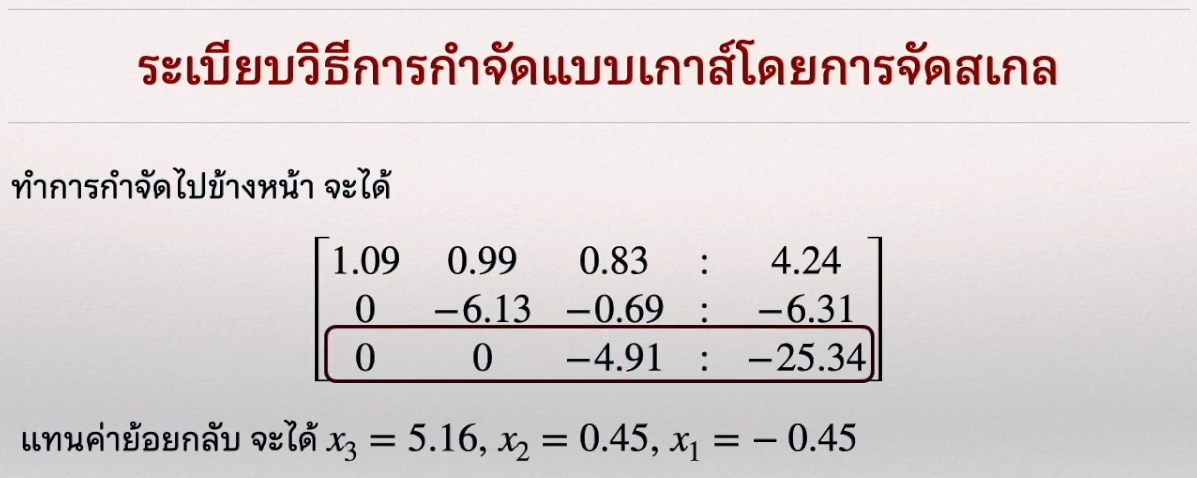 ระเบียบวิธีการกำจัดแบบเกาส์โดยการจัดสเกล
ทำการกำจัดไปข้างหน้า จะได้
1.09 0.99 0.83 : 4.24
0 −6.13 −0.69 : −6.31
0 0 −4.91 : −25.34
แทนค่าย้อยกลับ จะได้ x₃ = 5.16, x₂ = 0.45, x₁ = − 0.45